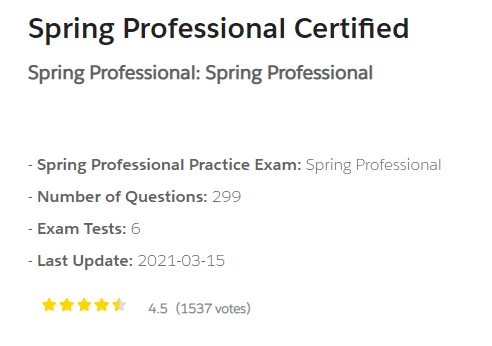 Spring Professional Certified
Spring Professional: Spring Professional
- Spring Professional Practice Exam: Spring Professional
- Number of Questions: 299
- Exam Tests: 6
- Last Update: 2021-03-15
4.5 (1537 votes)